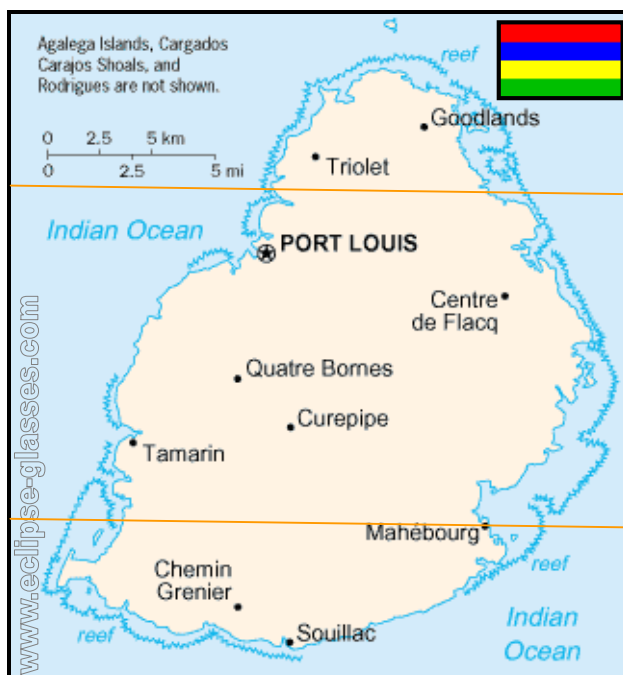 Agalega Islands, Cargados
Carajos Shoals, and
Rodrigues are not shown.
0 2.5 5 km
0 2.5 5 mi
reef
Goodlands
Triolet
Indian Ocean
PORT LOUIS
Centre
de Flacq
Quatre Bornes
Curepipe
Tamarin
Mahébourg
reef
Chemin
Grenier
Souillac
reef
Indian
Ocean
www.eclipse-glasses.com